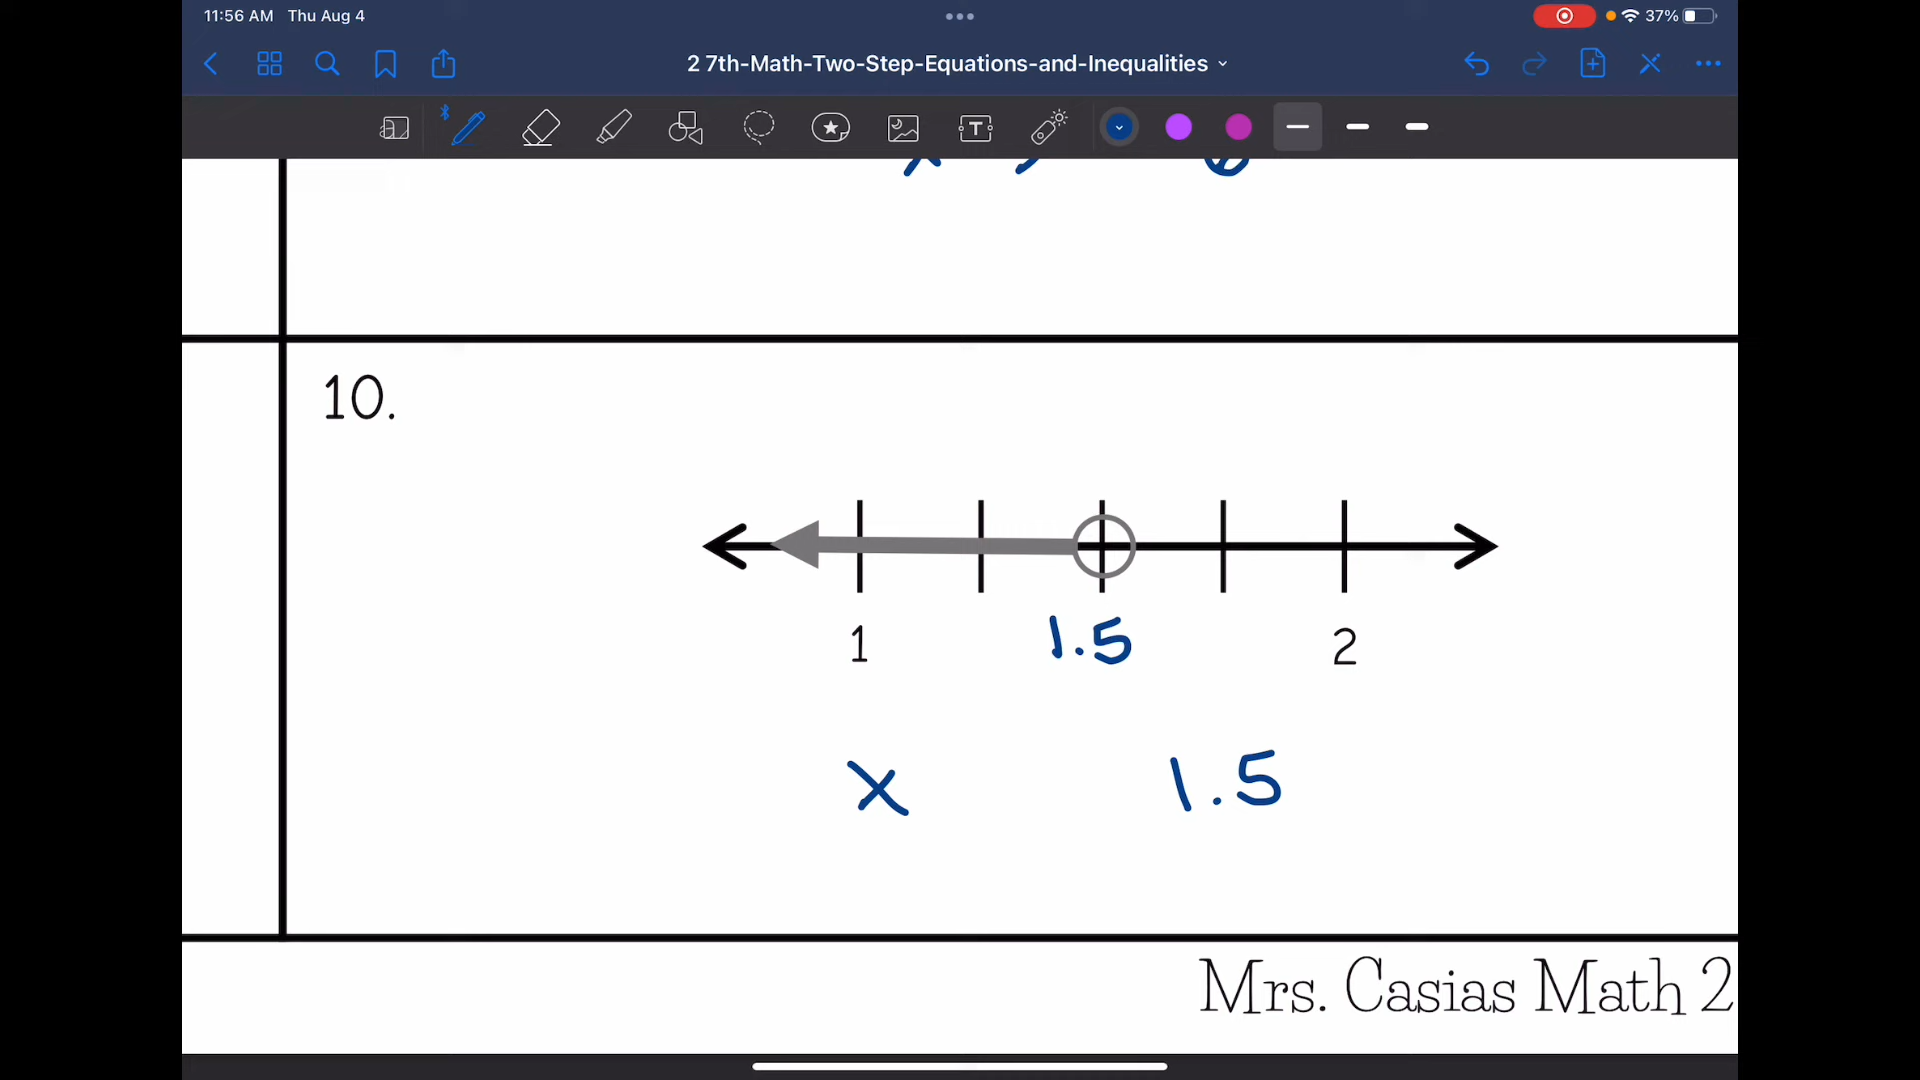 11:56 AM Thu Aug 4
37%
2 7th-Math-Two-Step-Equations-and-Inequalities
T
10.
1 1.5 2
x 1.5
Mrs. Casias Math 2